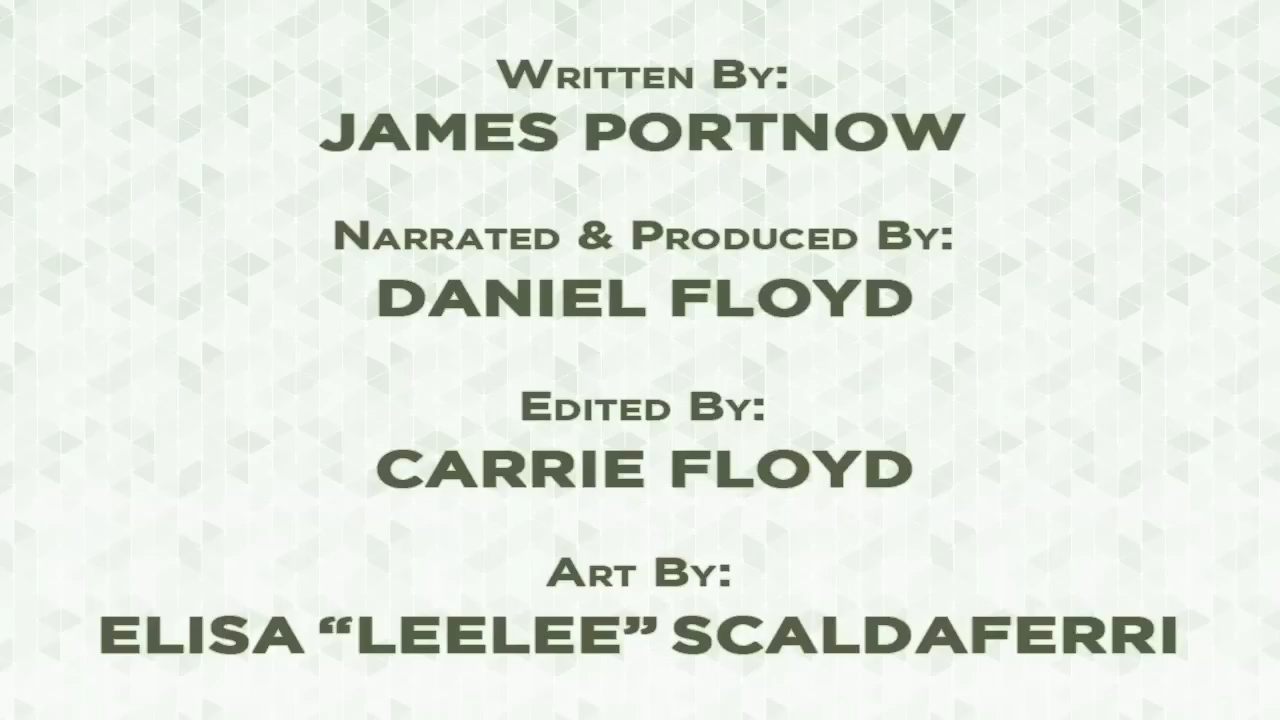 Written By:
JAMES PORTNOW
Narrated & Produced By:
DANIEL FLOYD
Edited By:
CARRIE FLOYD
Art By:
ELISA “LEELEE” SCALDAFERRI